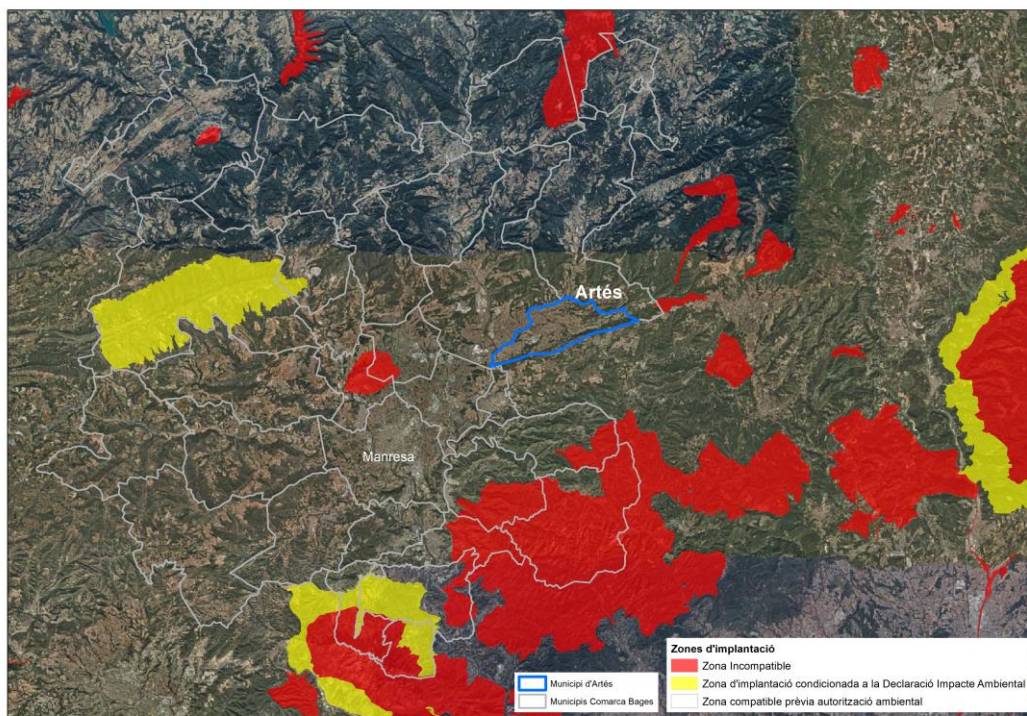 Artés
Manresa
Municipi d'Artés
Municipis Comarca Bages
Zones d'implantació
Zona Incompatible
Zona d'implantació condicionada a la Declaració Impacte Ambiental
Zona compatible prèvia autorització ambiental